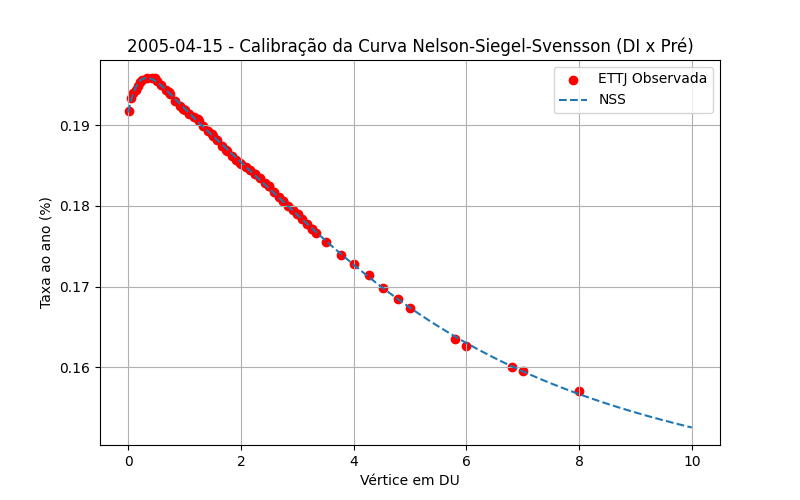 2005-04-15 - Calibração da Curva Nelson-Siegel-Svensson (DI x Pré)
ETTJ Observada
NSS
Taxa ao ano (%)
0.19
0.18
0.17
0.16
0 2 4 6 8 10
Vértice em DU